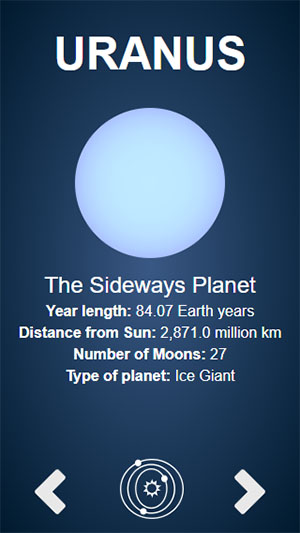 URANUS
The Sideways Planet
Year length: 84.07 Earth years
Distance from Sun: 2,871.0 million km
Number of Moons: 27
Type of planet: Ice Giant